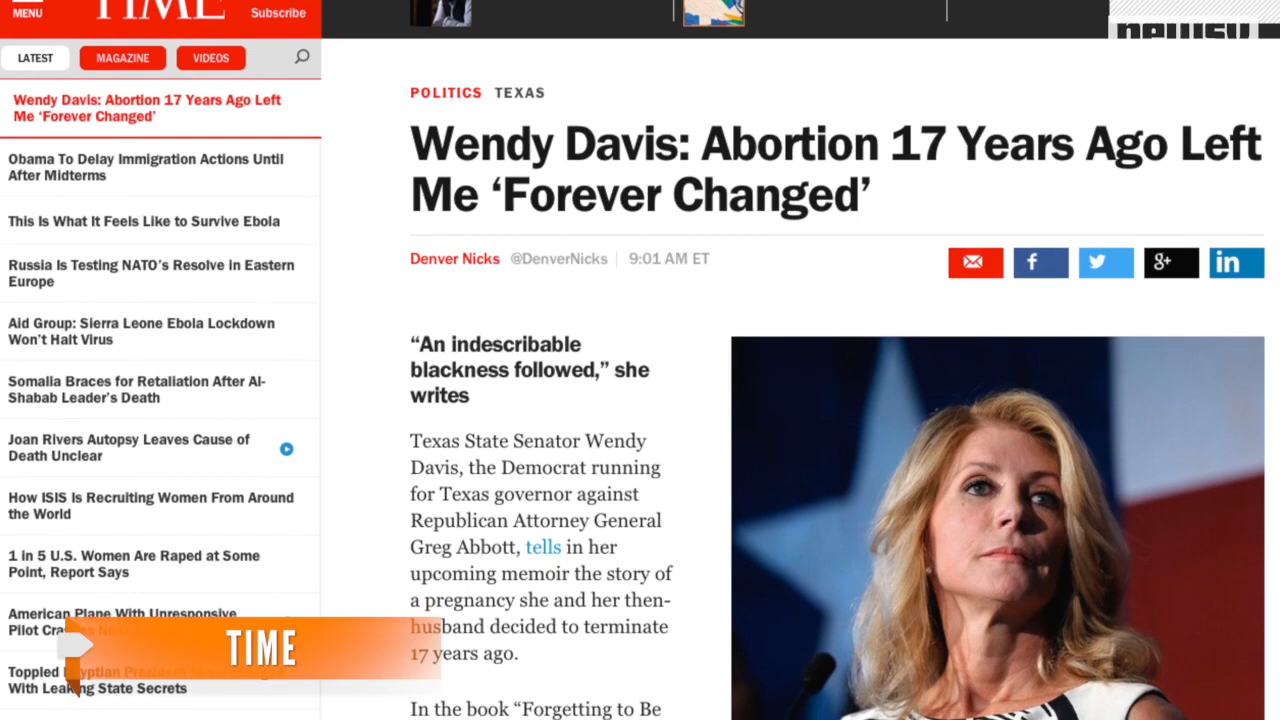 MENU
TIME
Subscribe
newsy
LATEST
MAGAZINE
VIDEOS
Wendy Davis: Abortion 17 Years Ago Left
Me ‘Forever Changed’
Obama To Delay Immigration Actions Until
After Midterms
This Is What It Feels Like to Survive Ebola
Russia Is Testing NATO’s Resolve in Eastern
Europe
Aid Group: Sierra Leone Ebola Lockdown
Won’t Halt Virus
Somalia Braces for Retaliation After Al-
Shabab Leader’s Death
Joan Rivers Autopsy Leaves Cause of
Death Unclear
How ISIS Is Recruiting Women From Around
the World
1 in 5 U.S. Women Are Raped at Some
Point, Report Says
American Plane With Unresponsive
Pilot
Toppled
With Leaking State Secrets
TIME
POLITICS TEXAS
Wendy Davis: Abortion 17 Years Ago Left
Me ‘Forever Changed’
Denver Nicks @DenverNicks 9:01 AM ET
f
8+
in
“An indescribable
blackness followed,” she
writes
Texas State Senator Wendy
Davis, the Democrat running
for Texas governor against
Republican Attorney General
Greg Abbott, tells in her
upcoming memoir the story of
a pregnancy she and her then-
husband decided to terminate
17 years ago.
In the book “Forgetting to Be